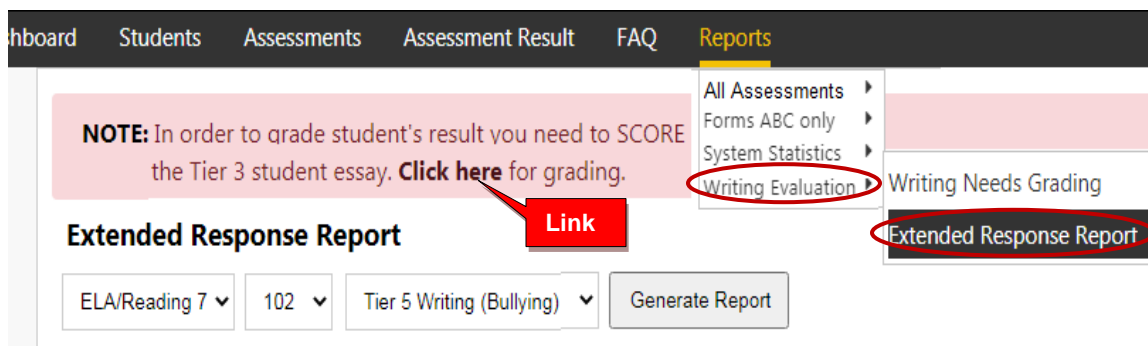 shboard Students Assessments Assessment Result FAQ Reports
All Assessments
Forms ABC only
System Statistics
Writing Evaluation
Writing Needs Grading
Extended Response Report
NOTE: In order to grade student's result you need to SCORE
the Tier 3 student essay. Click here for grading.
Link
Extended Response Report
ELA/Reading 7 102 Tier 5 Writing (Bullying) Generate Report